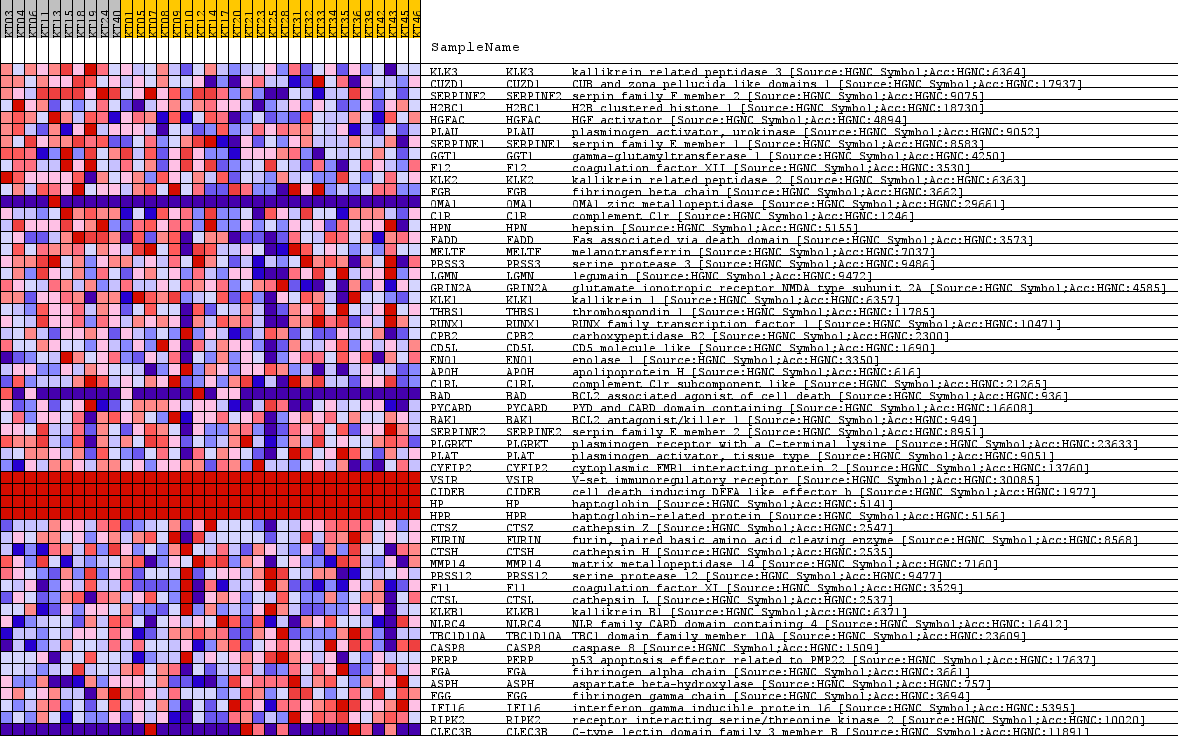 KT03 KT04 KT06 KT11 KT13 KT15 KT18 KT19 KT24 KT40 KT01 KT05 KT07 KT08 KT09 KT10 KT12 KT14 KT17 KT20 KT21 KT23 KT25 KT28 KT31 KT32 KT33 KT34 KT35 KT36 KT39 KT42 KT43 KT45 KT46
SampleName
KLK3 KLK3 kallikrein related peptidase 3 [Source:HGNC Symbol;Acc:HGNC:6364]
CUZD1 CUZD1 CUB and zona pellucida like domains 1 [Source:HGNC Symbol;Acc:HGNC:17937]
SERPINF2 SERPINF2 serpin family F member 2 [Source:HGNC Symbol;Acc:HGNC:9075]
H2BC1 H2BC1 H2B clustered histone 1 [Source:HGNC Symbol;Acc:HGNC:18730]
HGFAC HGFAC HGF activator [Source:HGNC Symbol;Acc:HGNC:4894]
PLAU PLAU plasminogen activator, urokinase [Source:HGNC Symbol;Acc:HGNC:9052]
SERPINE1 SERPINE1 serpin family E member 1 [Source:HGNC Symbol;Acc:HGNC:8583]
GGT1 GGT1 gamma-glutamyltransferase 1 [Source:HGNC Symbol;Acc:HGNC:4250]
F12 F12 coagulation factor XII [Source:HGNC Symbol;Acc:HGNC:3530]
KLK2 KLK2 kallikrein related peptidase 2 [Source:HGNC Symbol;Acc:HGNC:6363]
FGB FGB fibrinogen beta chain [Source:HGNC Symbol;Acc:HGNC:3662]
OMA1 OMA1 OMA1 zinc metallopeptidase [Source:HGNC Symbol;Acc:HGNC:29661]
C1R C1R complement C1r [Source:HGNC Symbol;Acc:HGNC:1246]
HPN HPN hepsin [Source:HGNC Symbol;Acc:HGNC:5155]
FADD FADD Fas associated via death domain [Source:HGNC Symbol;Acc:HGNC:3573]
MELTF MELTF melanotransferrin [Source:HGNC Symbol;Acc:HGNC:7037]
PRSS3 PRSS3 serine protease 3 [Source:HGNC Symbol;Acc:HGNC:9486]
LGMN LGMN legumain [Source:HGNC Symbol;Acc:HGNC:9472]
GRIN2A GRIN2A glutamate ionotropic receptor NMDA type subunit 2A [Source:HGNC Symbol;Acc:HGNC:4585]
KLK1 KLK1 kallikrein 1 [Source:HGNC Symbol;Acc:HGNC:6357]
THBS1 THBS1 thrombospondin 1 [Source:HGNC Symbol;Acc:HGNC:11785]
RUNX1 RUNX1 RUNX family transcription factor 1 [Source:HGNC Symbol;Acc:HGNC:10471]
CPB2 CPB2 carboxypeptidase B2 [Source:HGNC Symbol;Acc:HGNC:2300]
CD5L CD5L CD5 molecule like [Source:HGNC Symbol;Acc:HGNC:1690]
ENO1 ENO1 enolase 1 [Source:HGNC Symbol;Acc:HGNC:3350]
APOH APOH apolipoprotein H [Source:HGNC Symbol;Acc:HGNC:616]
C1RL C1RL complement C1r subcomponent like [Source:HGNC Symbol;Acc:HGNC:21265]
BAD BAD BCL2 associated agonist of cell death [Source:HGNC Symbol;Acc:HGNC:936]
PYCARD PYCARD PYD and CARD domain containing [Source:HGNC Symbol;Acc:HGNC:16608]
BAK1 BAK1 BCL2 antagonist/killer 1 [Source:HGNC Symbol;Acc:HGNC:949]
SERPINE2 SERPINE2 serpin family E member 2 [Source:HGNC Symbol;Acc:HGNC:8951]
PLGRKT PLGRKT plasminogen receptor with a C-terminal lysine [Source:HGNC Symbol;Acc:HGNC:23633]
PLAT PLAT plasminogen activator, tissue type [Source:HGNC Symbol;Acc:HGNC:9051]
CYFIP2 CYFIP2 cytoplasmic FMR1 interacting protein 2 [Source:HGNC Symbol;Acc:HGNC:13760]
VSIR VSIR V-set immunoregulatory receptor [Source:HGNC Symbol;Acc:HGNC:30085]
CIDEB CIDEB cell death inducing DFFA like effector b [Source:HGNC Symbol;Acc:HGNC:1977]
HP HP haptoglobin [Source:HGNC Symbol;Acc:HGNC:5141]
HPR HPR haptoglobin-related protein [Source:HGNC Symbol;Acc:HGNC:5156]
CTSZ CTSZ cathepsin Z [Source:HGNC Symbol;Acc:HGNC:2547]
FURIN FURIN furin, paired basic amino acid cleaving enzyme [Source:HGNC Symbol;Acc:HGNC:8568]
CTSH CTSH cathepsin H [Source:HGNC Symbol;Acc:HGNC:2535]
MMP14 MMP14 matrix metallopeptidase 14 [Source:HGNC Symbol;Acc:HGNC:7160]
PRSS12 PRSS12 serine protease 12 [Source:HGNC Symbol;Acc:HGNC:9477]
F11 F11 coagulation factor XI [Source:HGNC Symbol;Acc:HGNC:3529]
CTSL CTSL cathepsin L [Source:HGNC Symbol;Acc:HGNC:2537]
KLKB1 KLKB1 kallikrein B1 [Source:HGNC Symbol;Acc:HGNC:6371]
NLRC4 NLRC4 NLR family CARD domain containing 4 [Source:HGNC Symbol;Acc:HGNC:16412]
TBC1D10A TBC1D10A TBC1 domain family member 10A [Source:HGNC Symbol;Acc:HGNC:23609]
CASP8 CASP8 caspase 8 [Source:HGNC Symbol;Acc:HGNC:1509]
PERP PERP p53 apoptosis effector related to PMP22 [Source:HGNC Symbol;Acc:HGNC:17637]
FGA FGA fibrinogen alpha chain [Source:HGNC Symbol;Acc:HGNC:3661]
ASPH ASPH aspartate beta-hydroxylase [Source:HGNC Symbol;Acc:HGNC:757]
FGG FGG fibrinogen gamma chain [Source:HGNC Symbol;Acc:HGNC:3694]
IFI16 IFI16 interferon gamma inducible protein 16 [Source:HGNC Symbol;Acc:HGNC:5395]
RIPK2 RIPK2 receptor interacting serine/threonine kinase 2 [Source:HGNC Symbol;Acc:HGNC:10020]
CLEC3B CLEC3B C-type lectin domain family 3 member B [Source:HGNC Symbol;Acc:HGNC:11891]